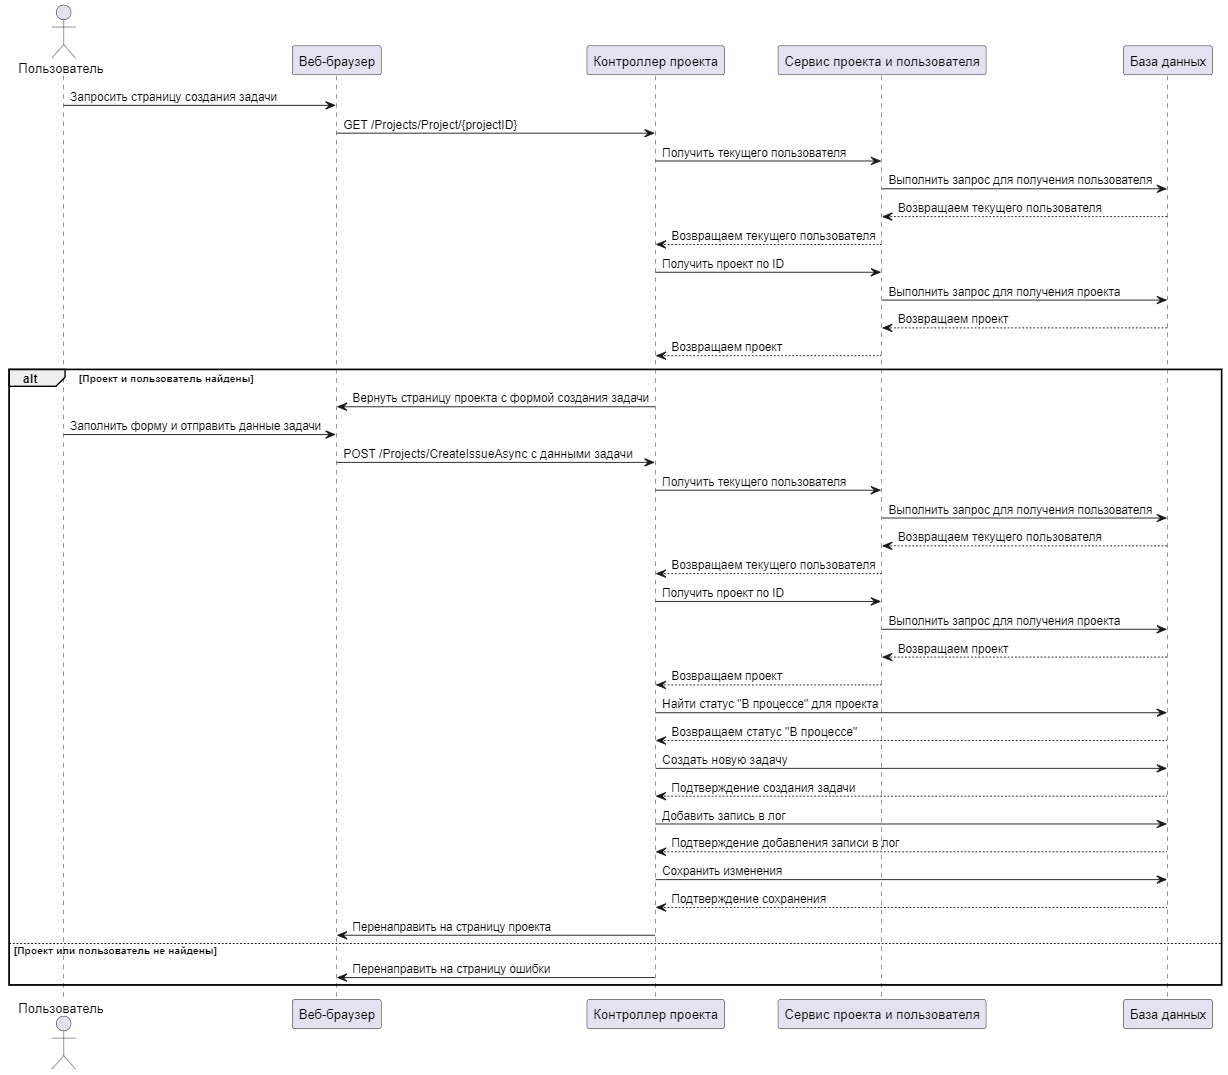 Пользователь
Веб-браузер
Контроллер проекта
Сервис проекта и пользователя
База данных
Запросить страницу создания задачи
GET /Projects/Project/{projectID}
Получить текущего пользователя
Выполнить запрос для получения пользователя
Возвращаем текущего пользователя
Возвращаем текущего пользователя
Получить проект по ID
Выполнить запрос для получения проекта
Возвращаем проект
Возвращаем проект
alt [Проект и пользователь найдены]
Вернуть страницу проекта с формой создания задачи
Заполнить форму и отправить данные задачи
POST /Projects/CreateIssueAsync с данными задачи
Получить текущего пользователя
Выполнить запрос для получения пользователя
Возвращаем текущего пользователя
Возвращаем текущего пользователя
Получить проект по ID
Выполнить запрос для получения проекта
Возвращаем проект
Возвращаем проект
Найти статус "В процессе" для проекта
Возвращаем статус "В процессе"
Создать новую задачу
Подтверждение создания задачи
Добавить запись в лог
Подтверждение добавления записи в лог
Сохранить изменения
Подтверждение сохранения
Перенаправить на страницу проекта
[Проект или пользователь не найдены]
Перенаправить на страницу ошибки
Пользователь
Веб-браузер
Контроллер проекта
Сервис проекта и пользователя
База данных